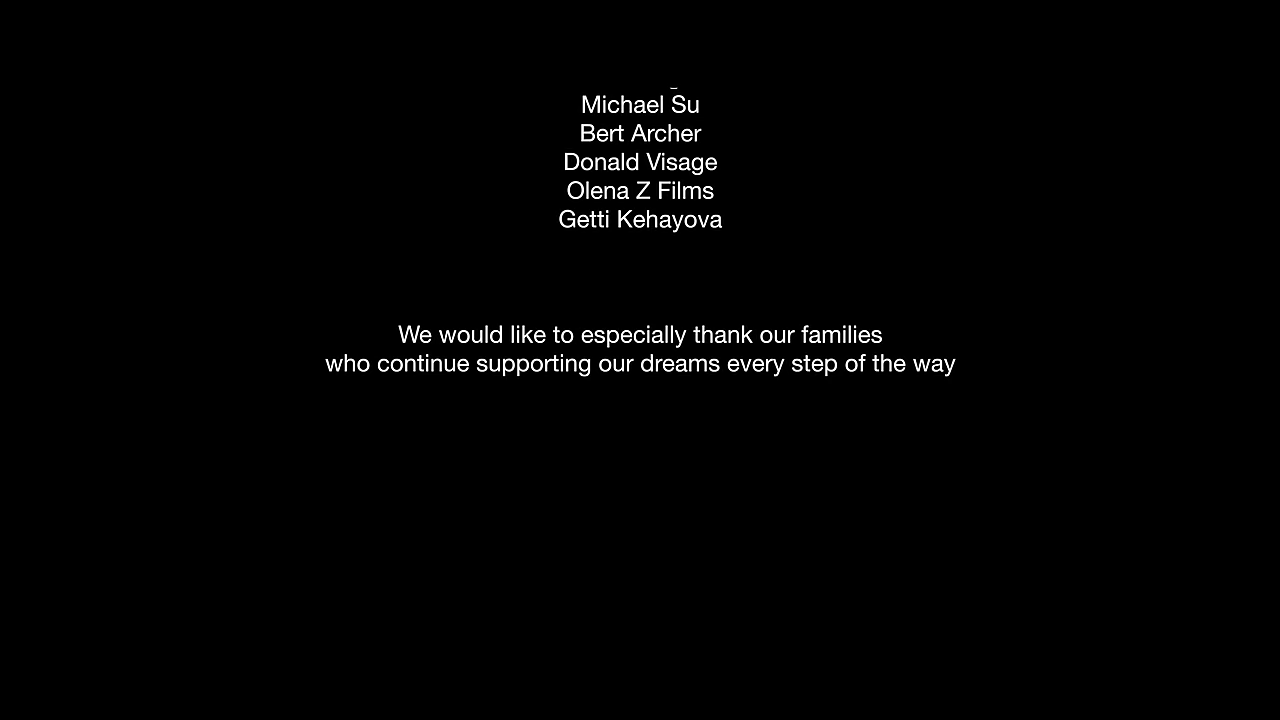 Michael Su
Bert Archer
Donald Visage
Olena Z Films
Getti Kehayova
We would like to especially thank our families
who continue supporting our dreams every step of the way